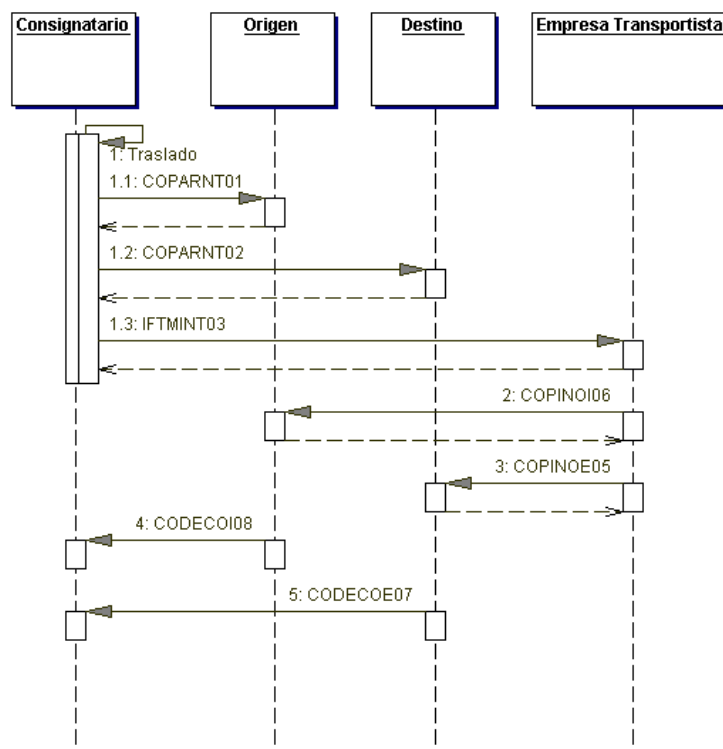 Consignatario
Origen
Destino
Empresa Transportista
1: Traslado
1.1: COPARNT01
1.2: COPARNT02
1.3: IFTMINT03
2: COPINOI06
3: COPINOE05
4: CODECOI08
5: CODECOE07